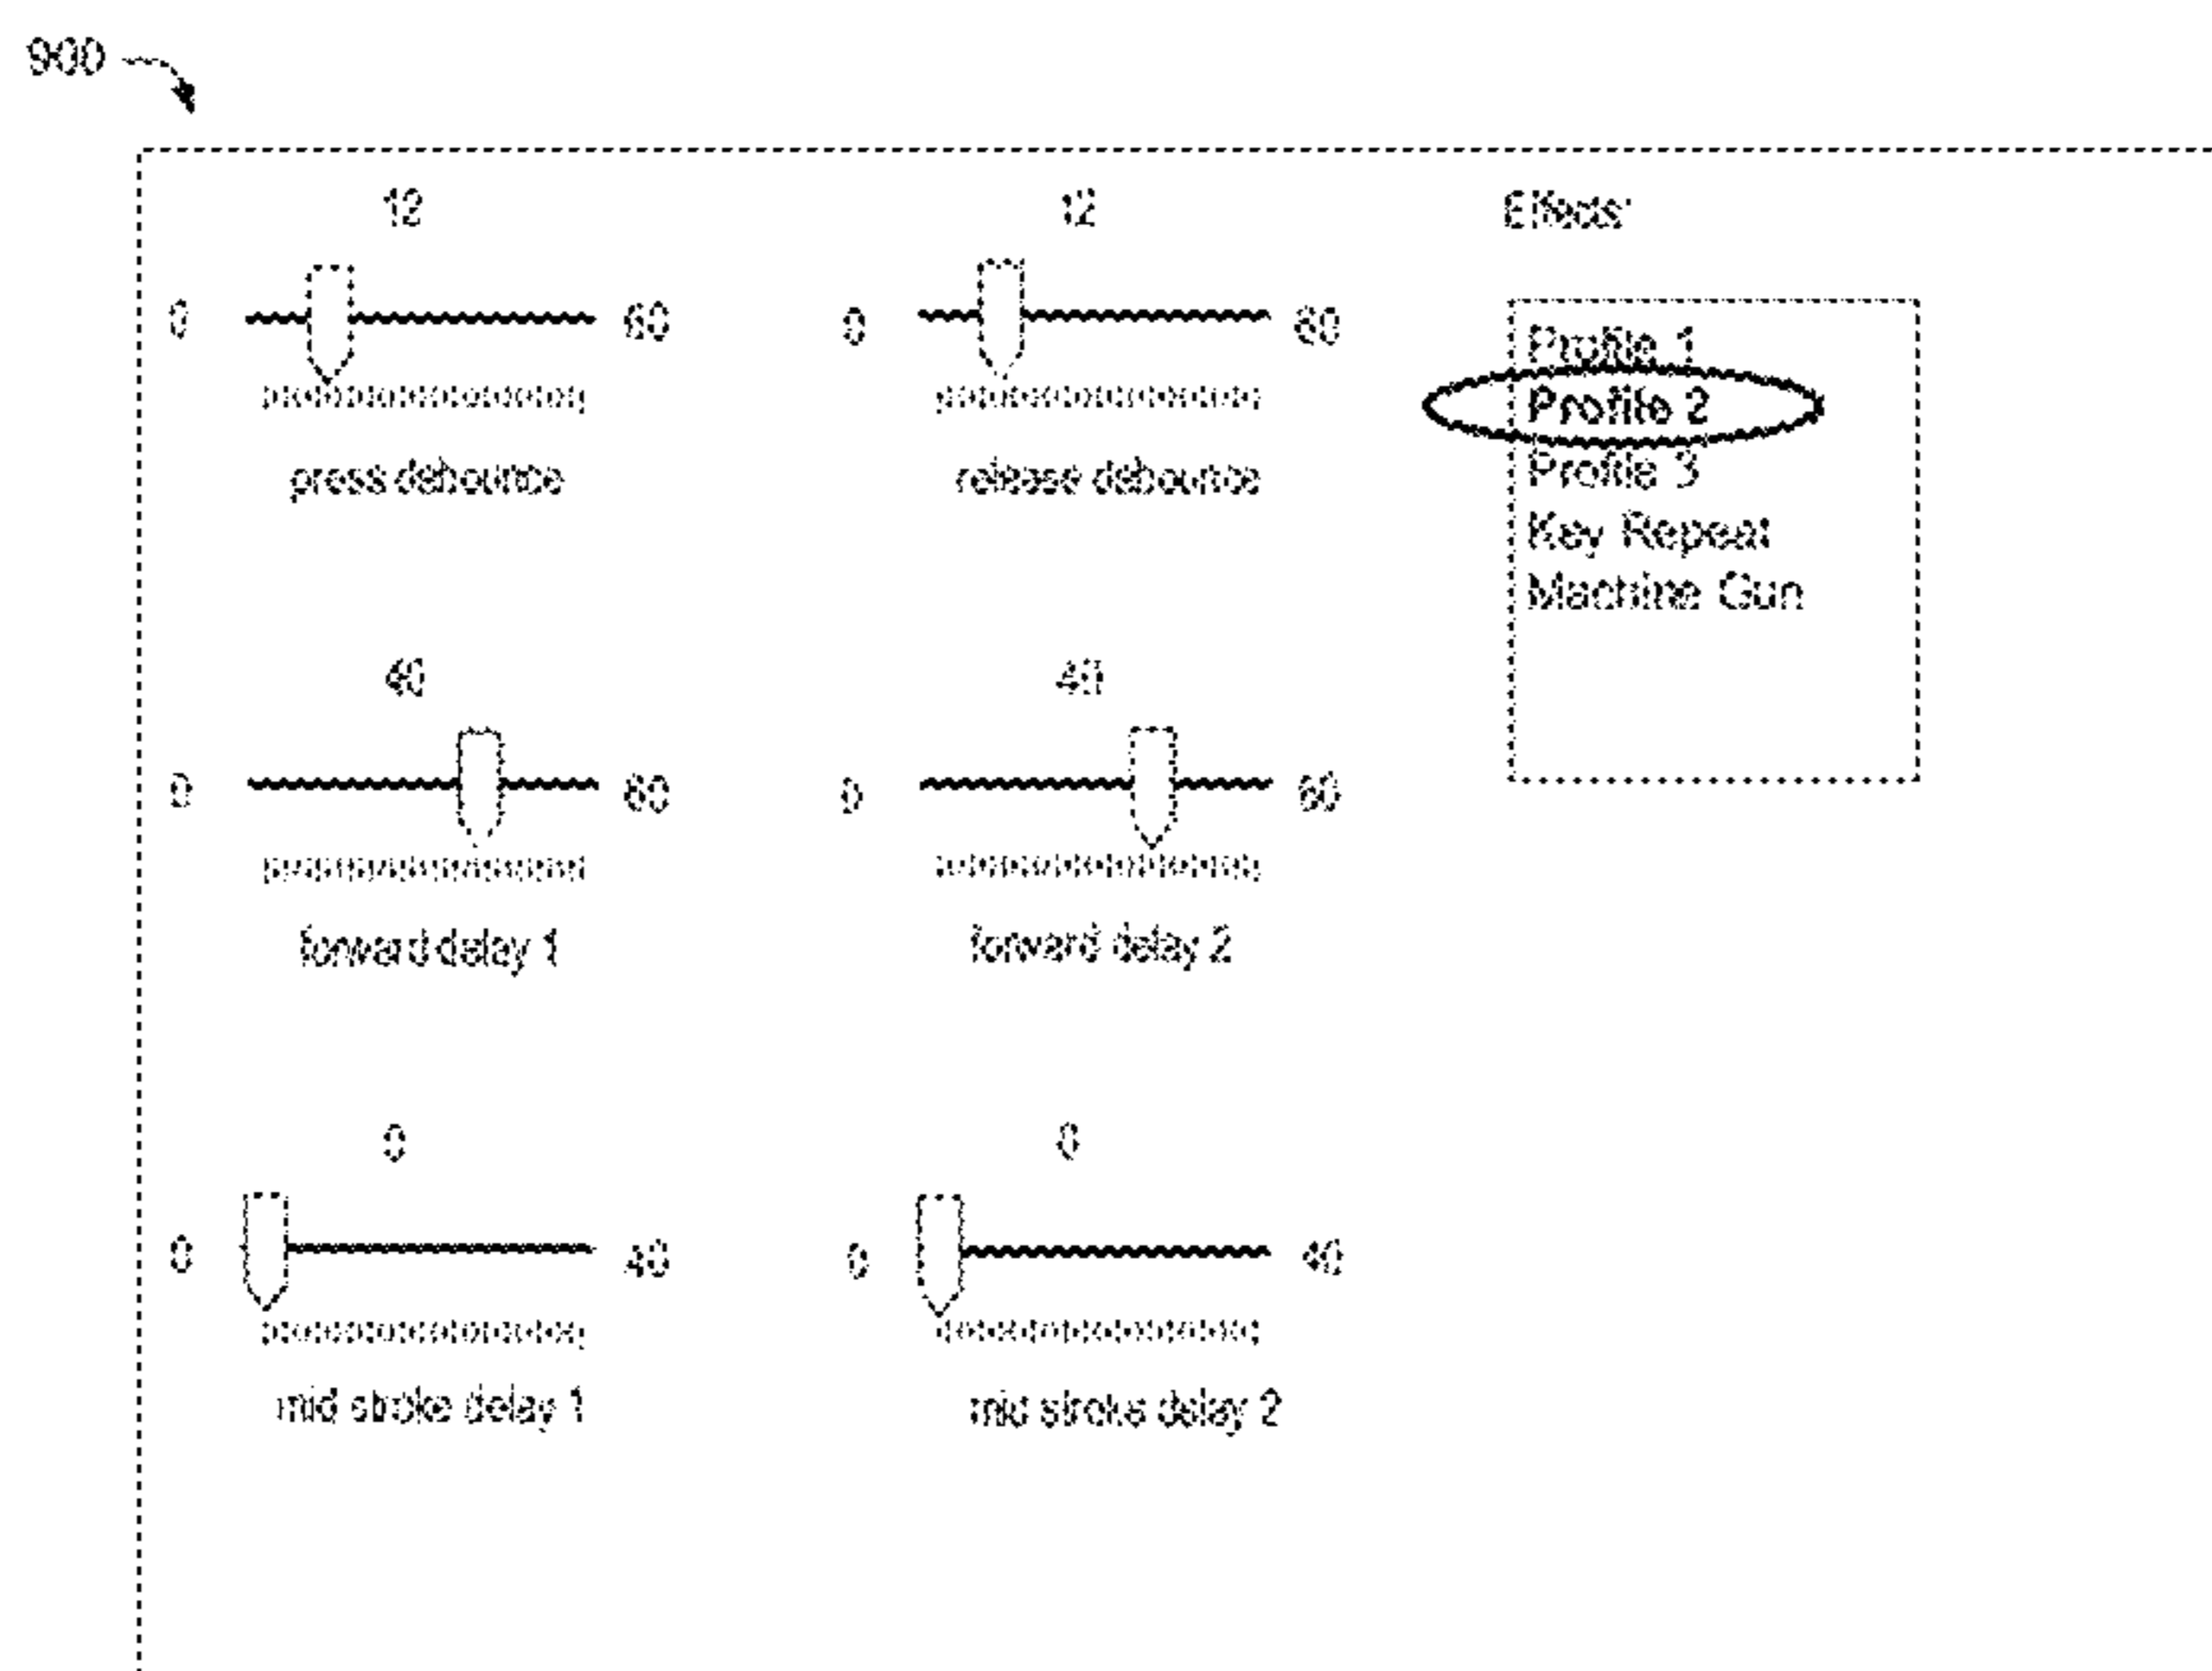 900
12
12
Effects:
0
60
0
60
Profile 1
Profile 2
Profile 3
Key Repeat
Machine Gun
press debounce
release debounce
40
40
0
60
0
60
forward delay 1
forward delay 2
0
0
0
40
0
40
mid stroke delay 1
mid stroke delay 2